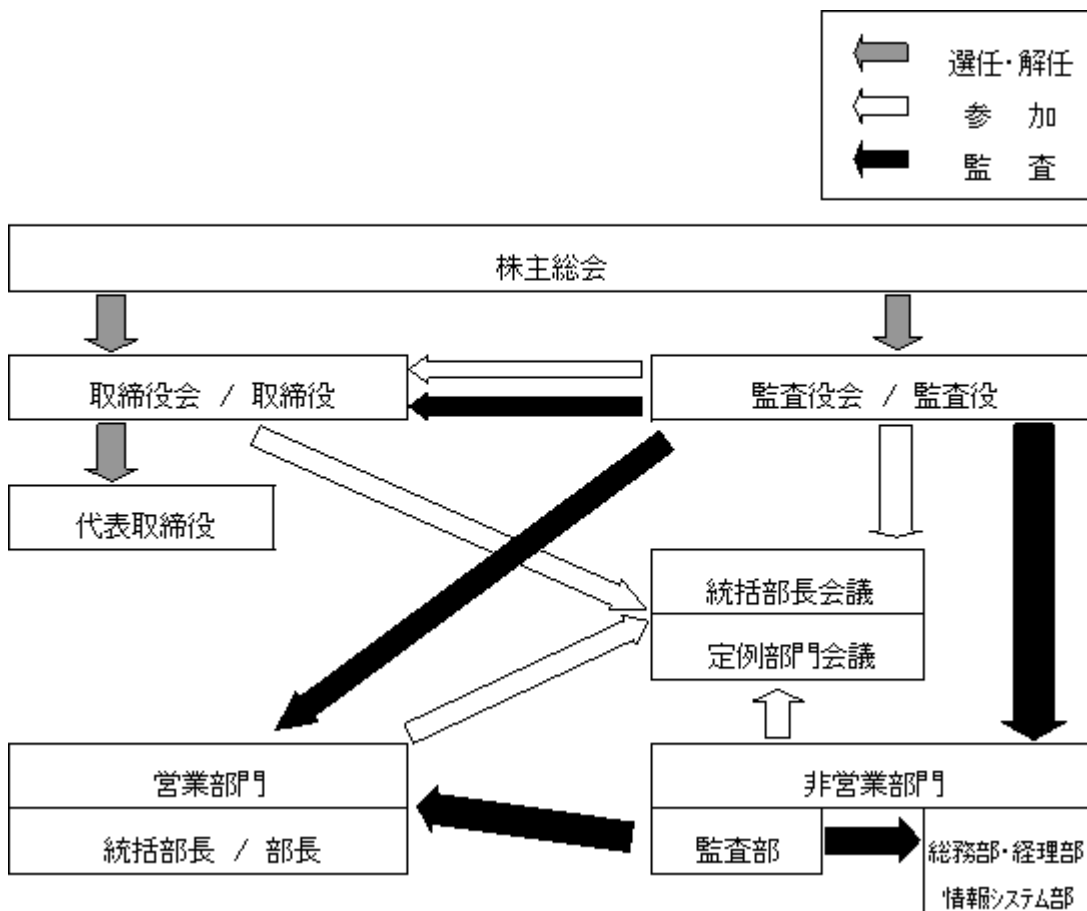 選任・解任
参 加
監 査
株主総会
取締役会 / 取締役
監査役会 / 監査役
代表取締役
統括部長会議
定例部門会議
営業部門
非営業部門
統括部長 / 部長
監査部
総務部・経理部
情報システム部